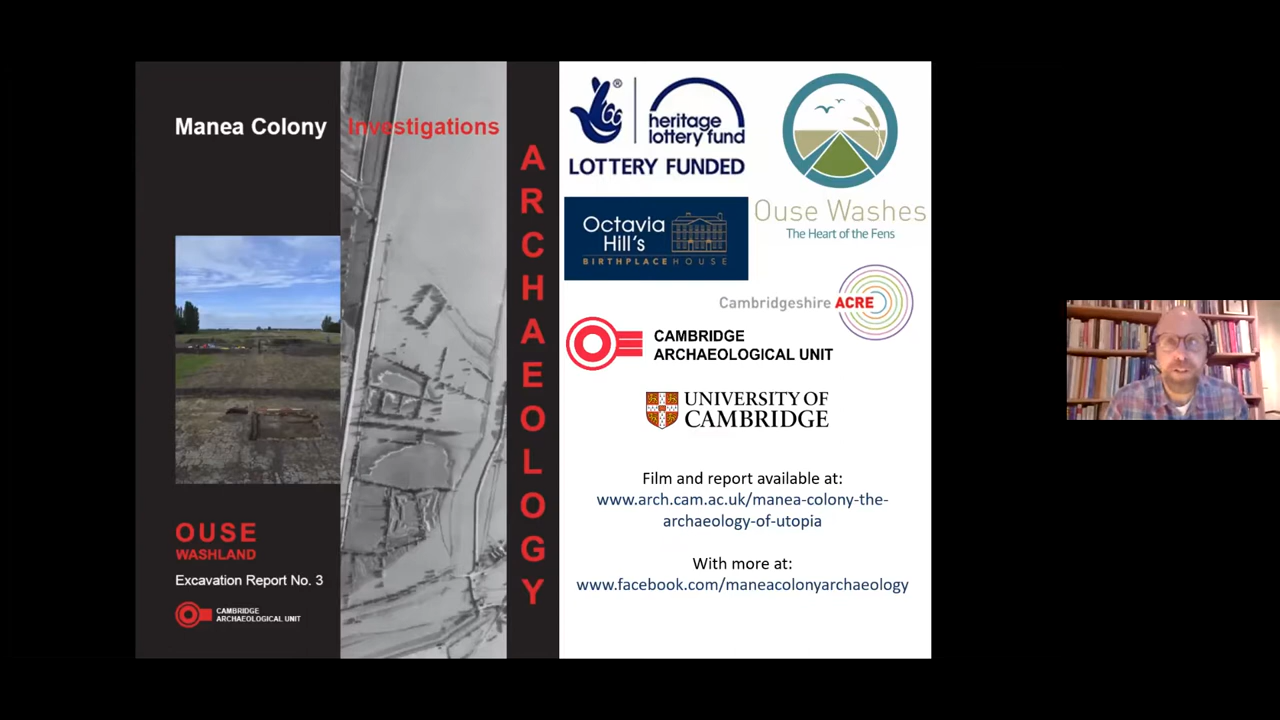 Manea Colony Investigations
ARCHAEOLOGY
OUSE
WASHLAND
Excavation Report No. 3
CAMBRIDGE
ARCHAEOLOGICAL UNIT
heritage
lottery fund
LOTTERY FUNDED
Ouse Washes
The Heart of the Fens
Octavia
Hill's
BIRTHPLACE HOUSE
Cambridgeshire ACRE
CAMBRIDGE
ARCHAEOLOGICAL UNIT
UNIVERSITY OF
CAMBRIDGE
Film and report available at:
www.arch.cam.ac.uk/manea-colony-the-
archaeology-of-utopia
With more at:
www.facebook.com/maneacolonyarchaeology